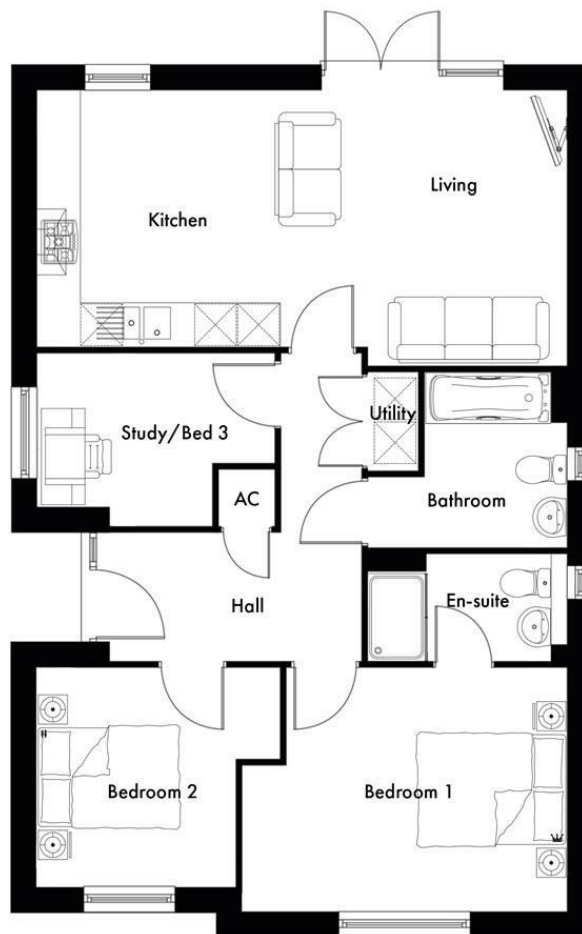 Living
Kitchen
Utility
Study/Bed 3
AC
Bathroom
En-suite
Hall
Bedroom 2
Bedroom 1